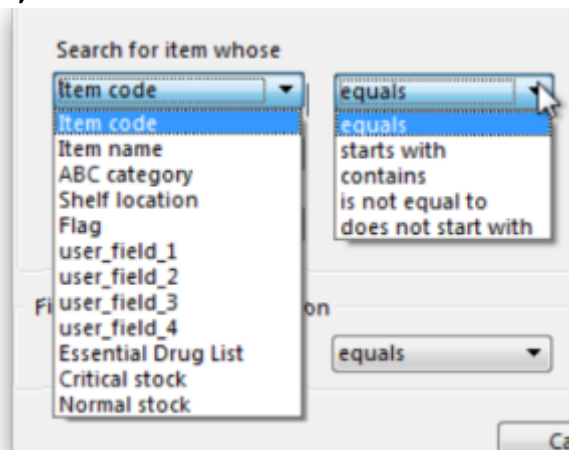 Search for item whose
Item code
equals
Item code
Item name
ABC category
Shelf location
Flag
user_field_1
user_field_2
user_field_3
user_field_4
Essential Drug List
Critical stock
Normal stock
equals
starts with
contains
is not equal to
does not start with
Fi
on
equals
Ca